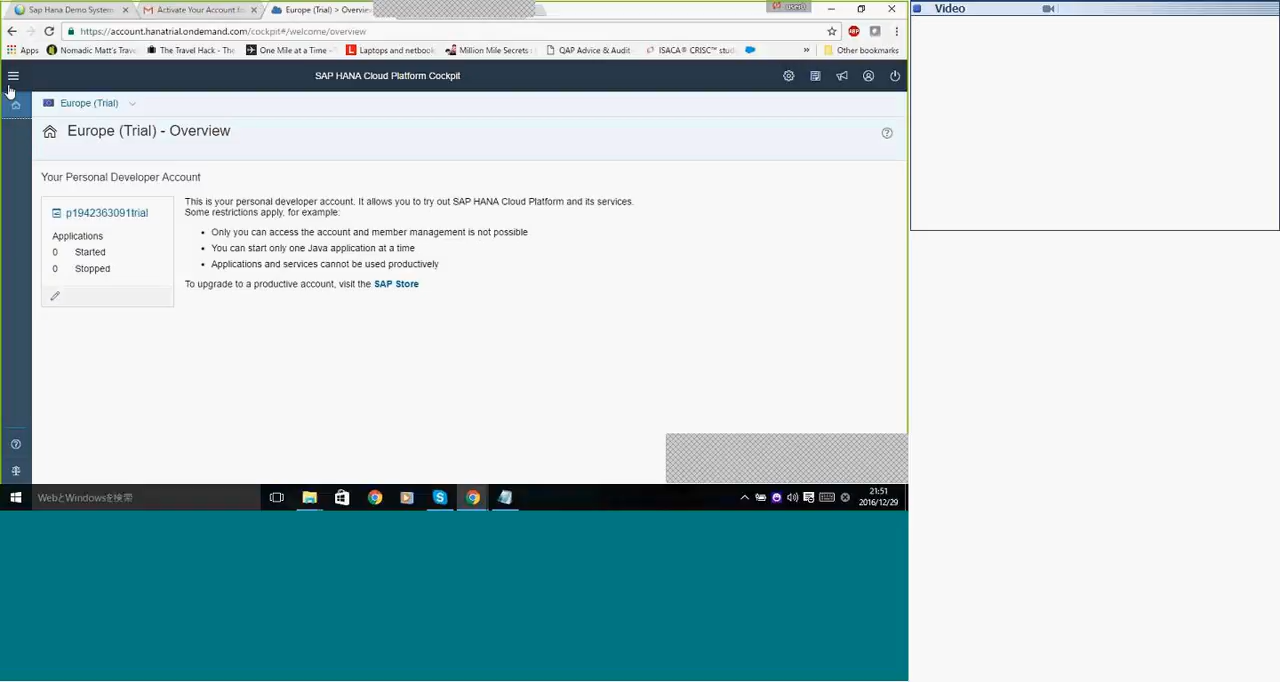 Sap Hana Demo System
Activate Your Account fo
Europe (Trial) > Overvie
user0
Video
https://account.hanatrial.ondemand.com/cockpit#/welcome/overview
Apps
Nomadic Matt's Trave
The Travel Hack - The
One Mile at a Time -
Laptops and netbook
Million Mile Secrets
QAP Advice & Audit
ISACA® CRISC™ stud
»
Other bookmarks
SAP HANA Cloud Platform Cockpit
Europe (Trial)
Europe (Trial) - Overview
Your Personal Developer Account
p1942363091trial
Applications
0 Started
0 Stopped
This is your personal developer account. It allows you to try out SAP HANA Cloud Platform and its services.
Some restrictions apply, for example:
• Only you can access the account and member management is not possible
• You can start only one Java application at a time
• Applications and services cannot be used productively
To upgrade to a productive account, visit the SAP Store
WebとWindowsを検索
21:51
2016/12/29